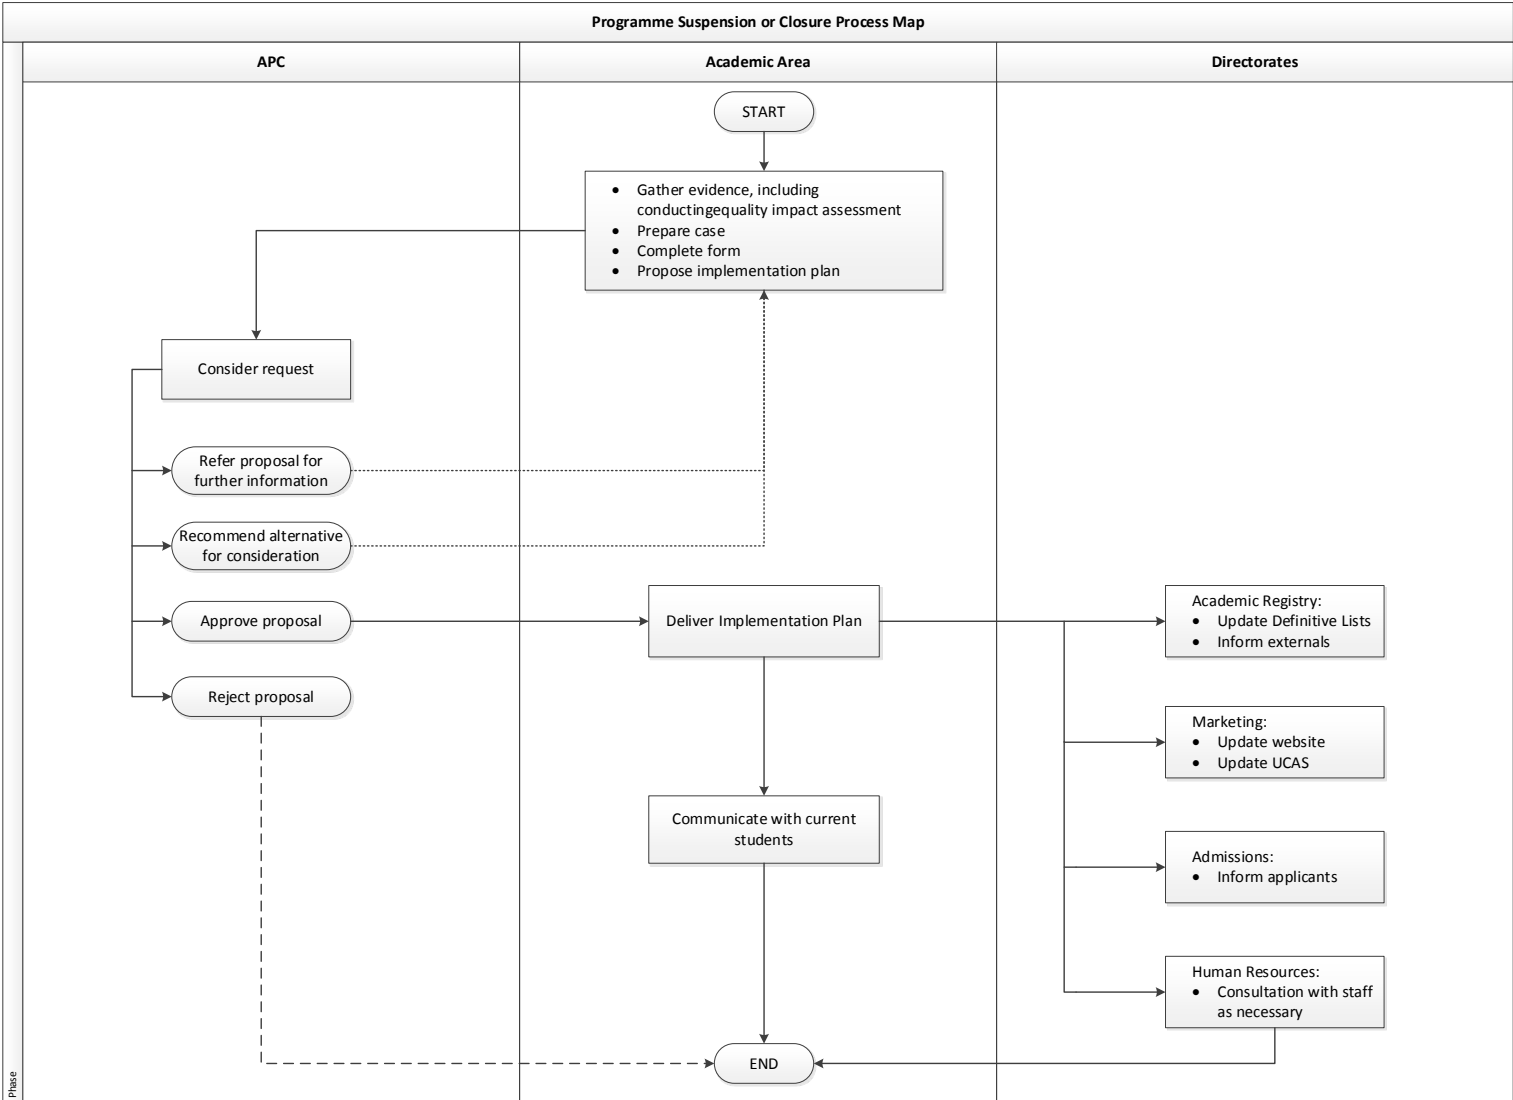 Programme Suspension or Closure Process Map
APC
Academic Area
Directorates
START
• Gather evidence, including
conductingequality impact assessment
• Prepare case
• Complete form
• Propose implementation plan
Consider request
Refer proposal for
further information
Recommend alternative
for consideration
Approve proposal
Deliver Implementation Plan
Academic Registry:
• Update Definitive Lists
• Inform externals
Reject proposal
Marketing:
• Update website
• Update UCAS
Communicate with current
students
Admissions:
• Inform applicants
Human Resources:
• Consultation with staff
as necessary
END
Phase